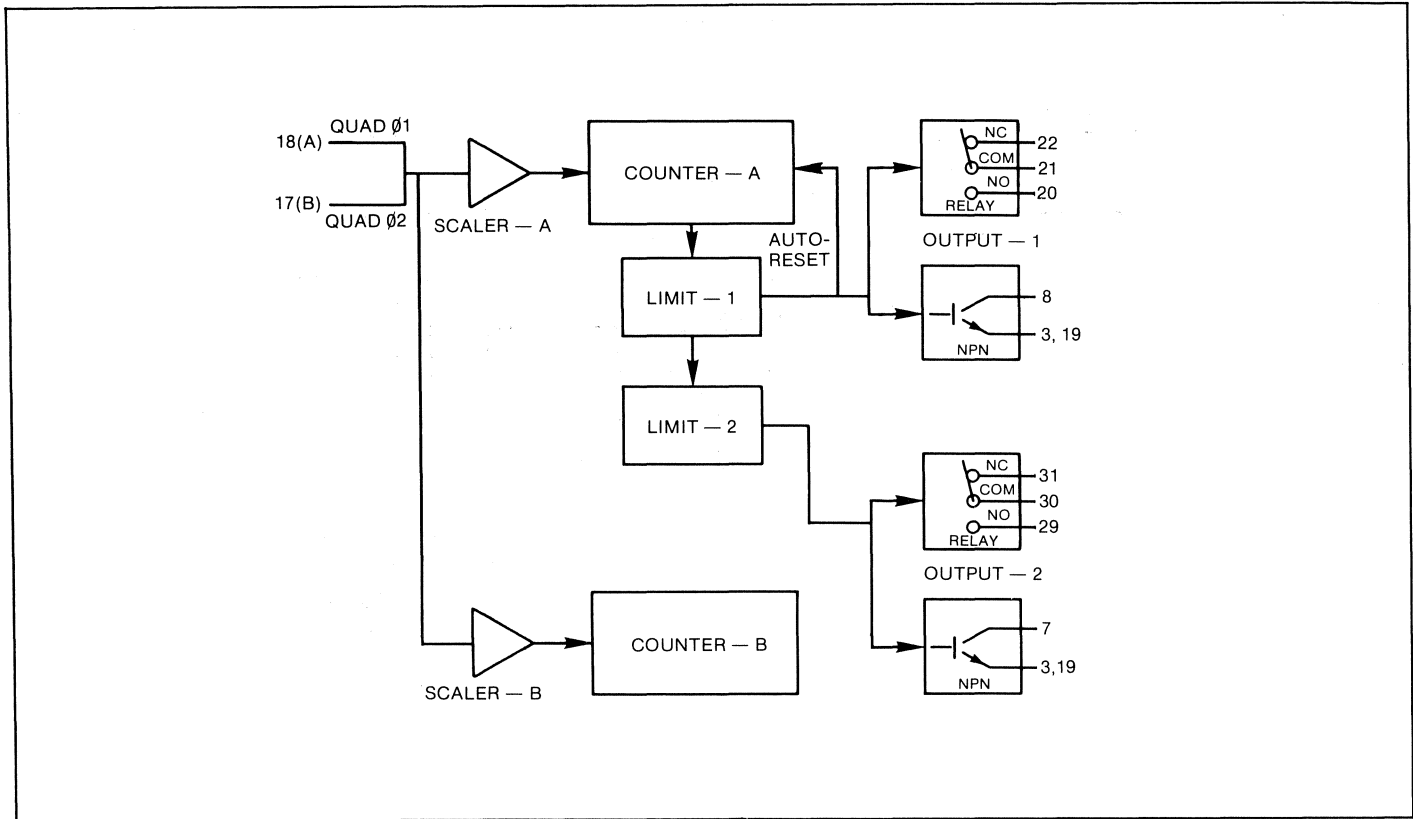 QUAD Ø1
18(A)
17(B)
QUAD Ø2
SCALER — A
COUNTER — A
AUTO-
RESET
LIMIT — 1
LIMIT — 2
NC
22
COM
21
NO
20
RELAY
OUTPUT — 1
8
3, 19
NPN
NC
31
COM
30
NO
29
RELAY
OUTPUT — 2
7
3,19
NPN
SCALER — B
COUNTER — B